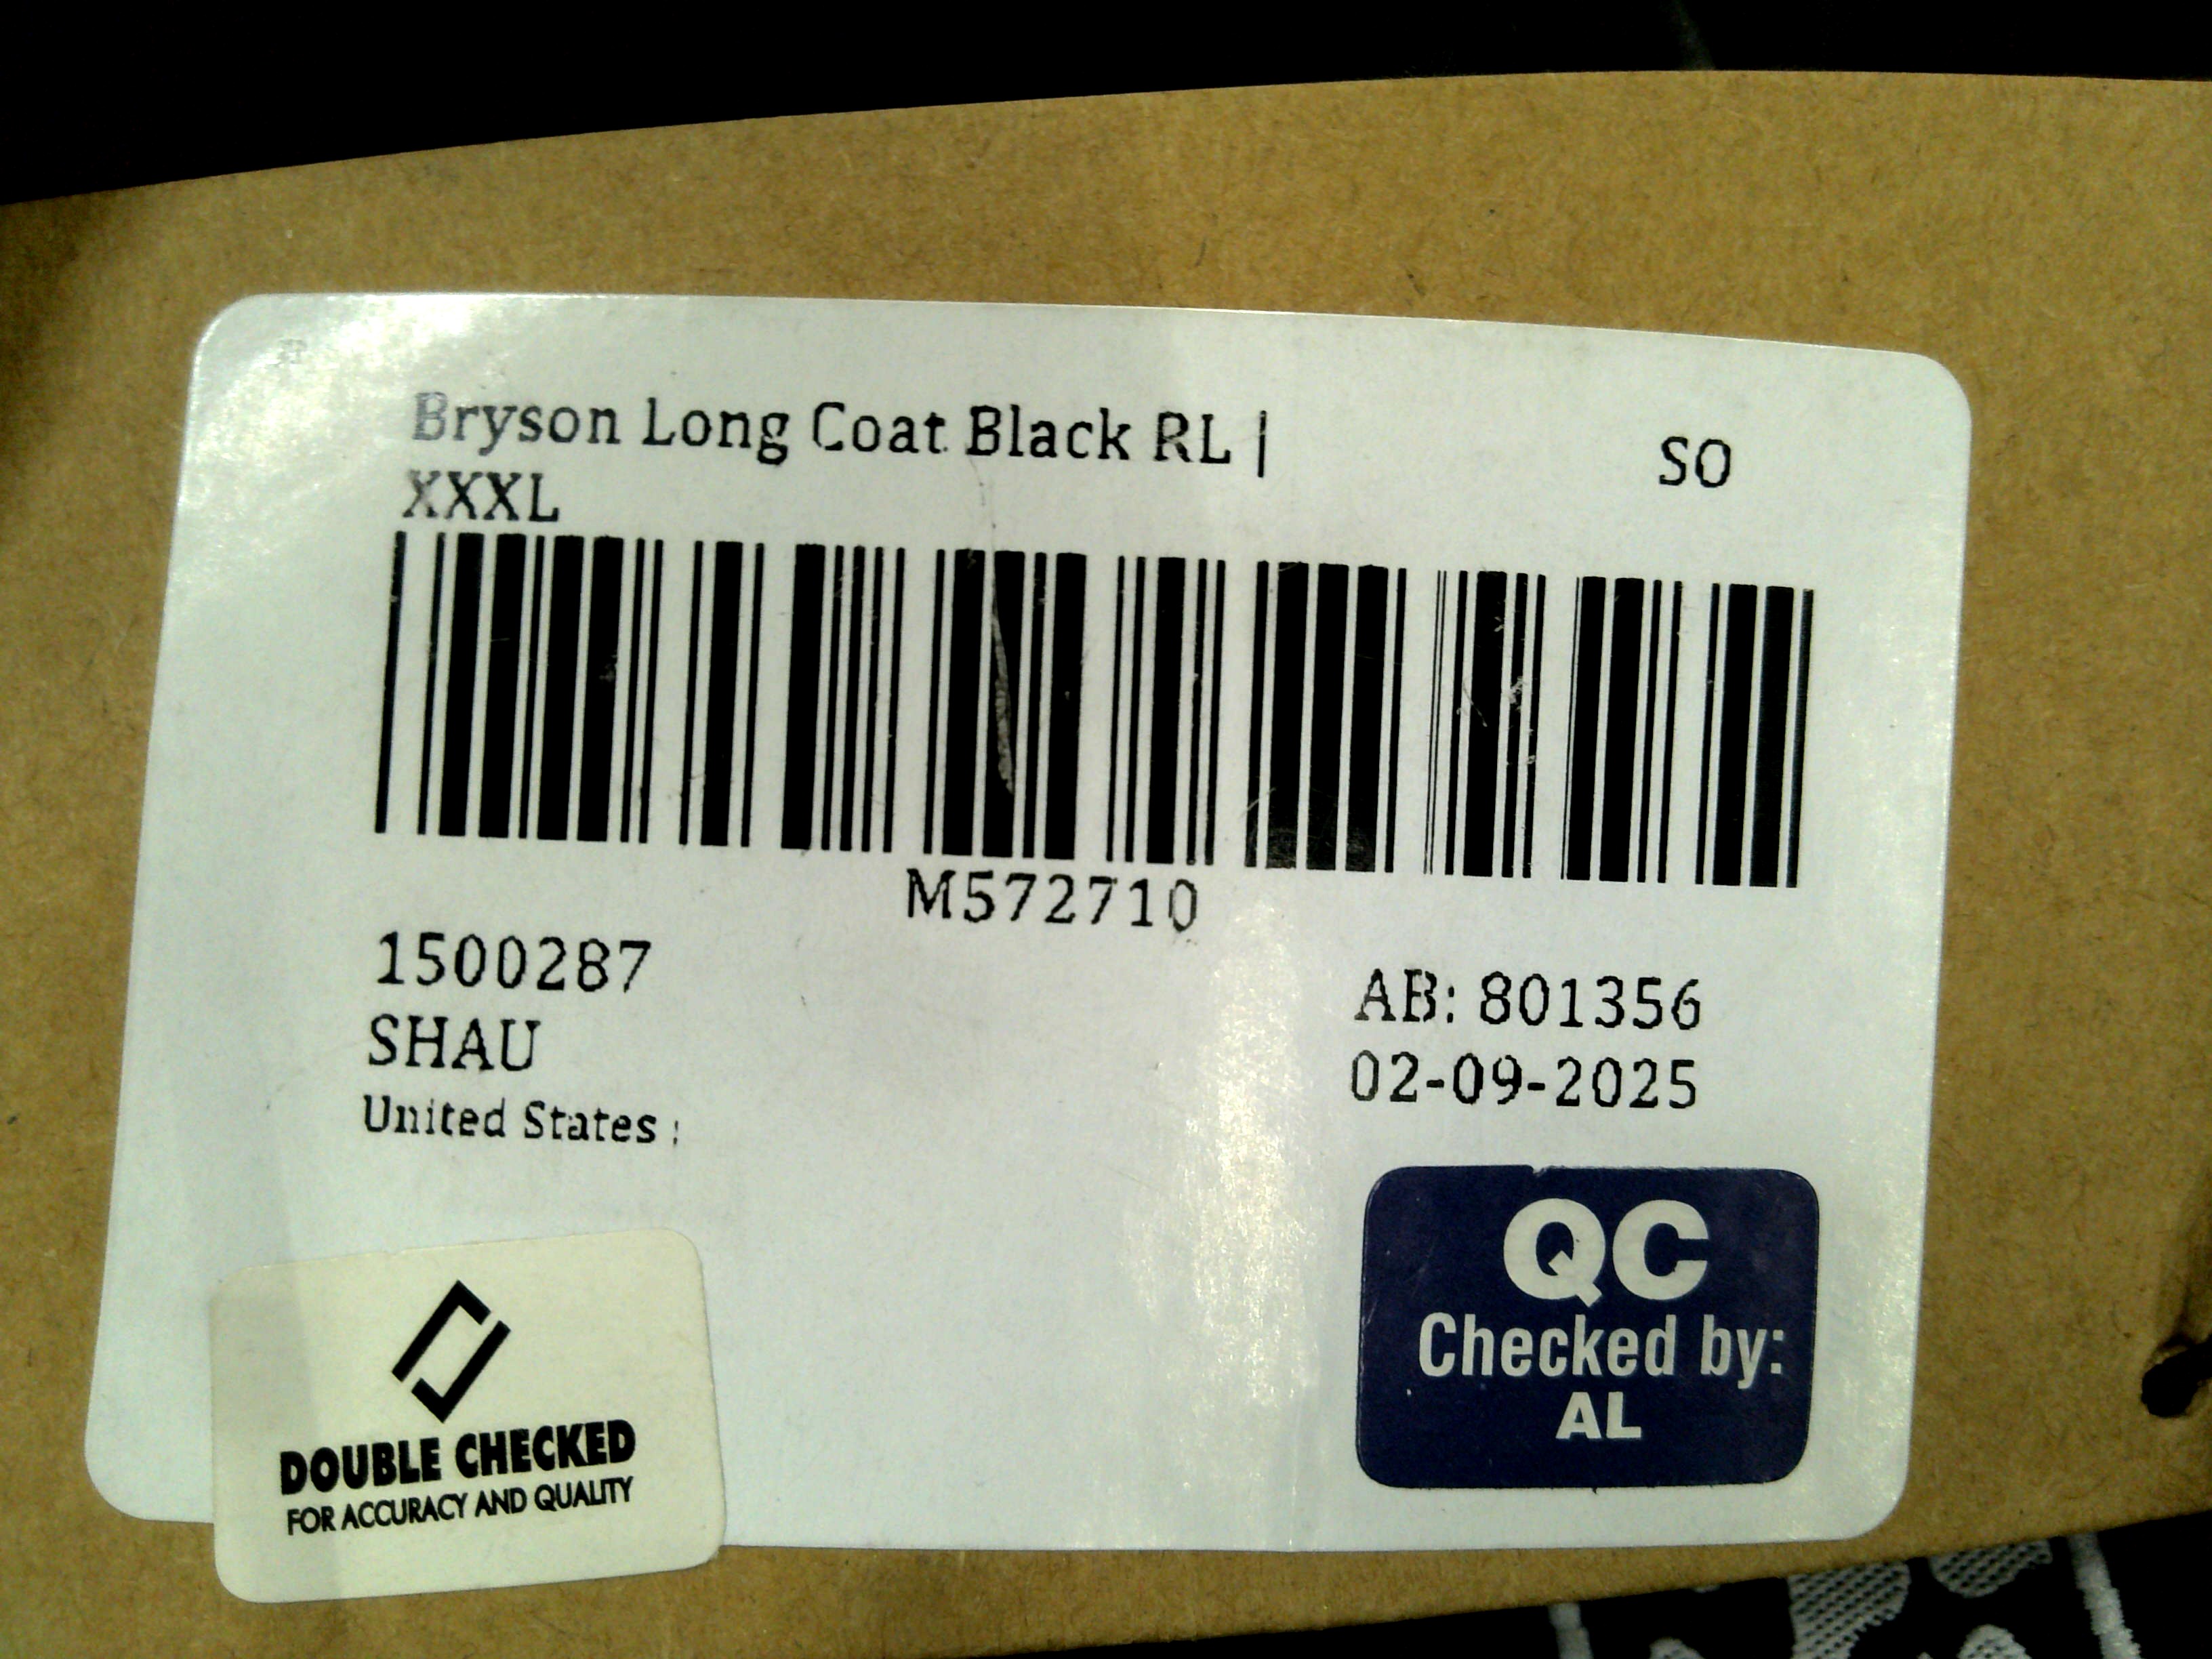 Bryson Long Coat Black RL |
XXXL
SO
M572710
1500287
SHAU
United States :
AB: 801356
02-09-2025
QC
Checked by:
AL
DOUBLE CHECKED
FOR ACCURACY AND QUALITY